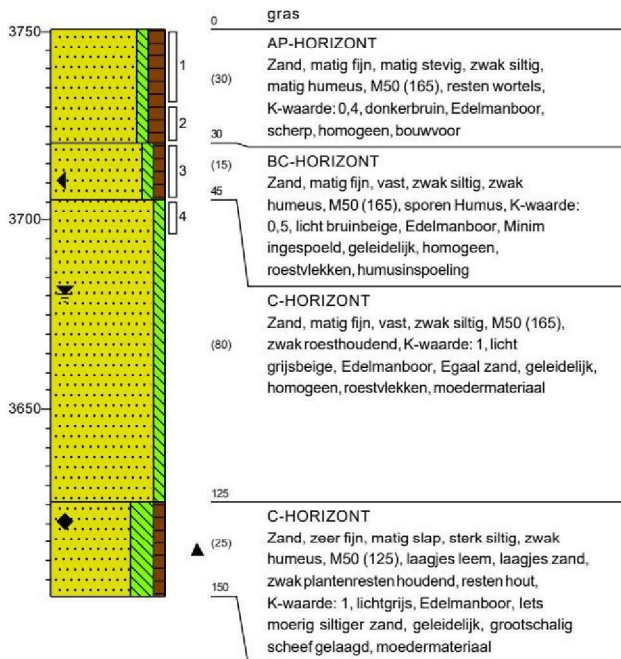 gras
0
3750
AP-HORIZONT
Zand, matig fijn, matig stevig, zwak siltig,
matig humeus, M50 (165), resten wortels,
K-waarde: 0,4, donkerbruin, Edelmanboor,
scherp, homogeen, bouwvoor
1
(30)
2
30
BC-HORIZONT
Zand, matig fijn, vast, zwak siltig, zwak
humeus, M50 (165), sporen Humus, K-waarde:
0,5, licht bruinbeige, Edelmanboor, Minim
ingespoeld, geleidelijk, homogeen,
roestvlekken, humusinspoeling
3
(15)
45
4
3700
C-HORIZONT
Zand, matig fijn, vast, zwak siltig, M50 (165),
zwak roesthoudend, K-waarde: 1, licht
grijsbeige, Edelmanboor, Egaal zand, geleidelijk,
homogeen, roestvlekken, moedermateriaal
(80)
3650
125
C-HORIZONT
Zand, zeer fijn, matig slap, sterk siltig, zwak
humeus, M50 (125), laagjes leem, laagjes zand,
zwak plantenresten houdend, resten hout,
K-waarde: 1, lichtgrijs, Edelmanboor, Iets
moerig siltiger zand, geleidelijk, grootschalig
scheef gelaagd, moedermateriaal
(25)
150